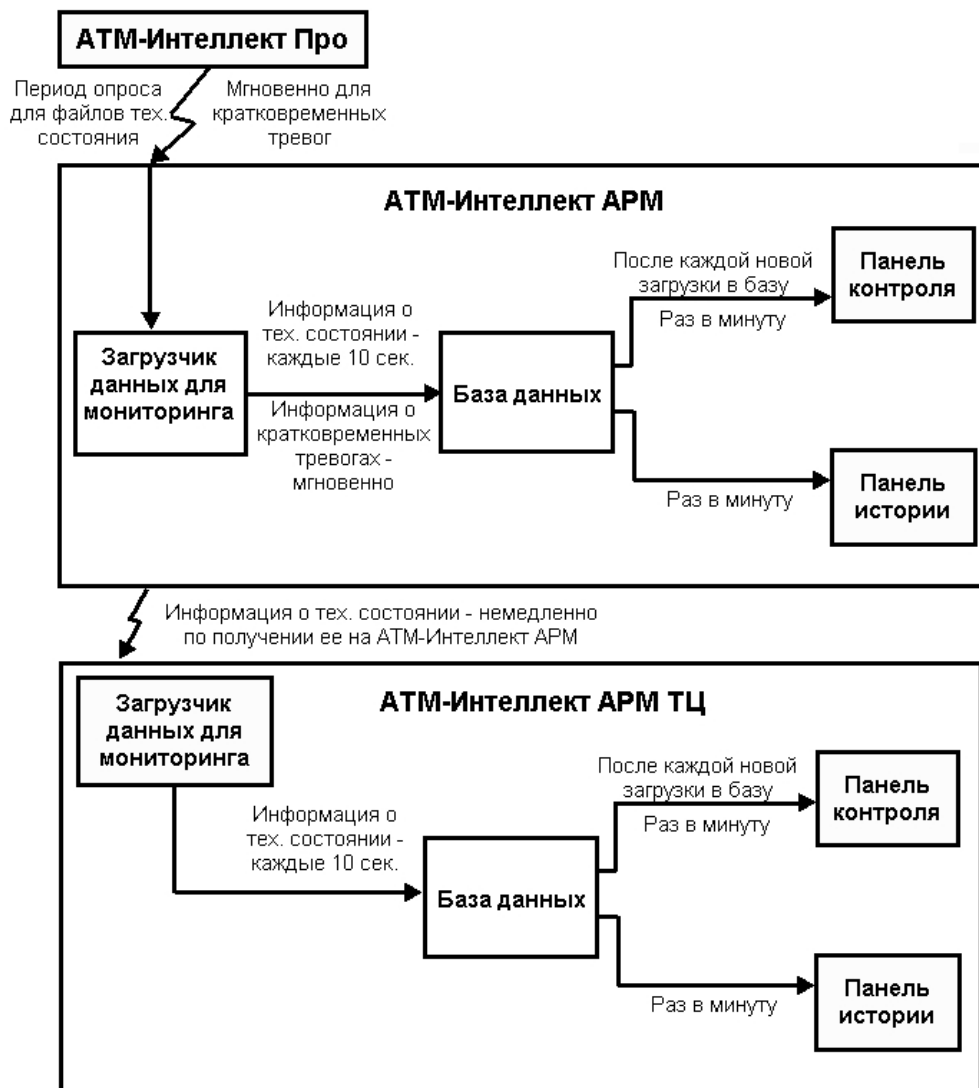 АТМ-Интеллект Про
Период опроса
для файлов тех.
состояния
Мгновенно для
кратковременных
тревог
АТМ-Интеллект АРМ
После каждой новой
загрузки в базу
Раз в минуту
Панель
контроля
Информация о
тех. состоянии -
каждые 10 сек.
Загрузчик
данных для
мониторинга
База данных
Информация о
кратковременных
тревогах -
мгновенно
Раз в минуту
Панель
истории
Информация о тех. состоянии - немедленно
по получении ее на АТМ-Интеллект АРМ
Загрузчик
данных для
мониторинга
АТМ-Интеллект АРМ ТЦ
После каждой новой
загрузки в базу
Раз в минуту
Панель
контроля
Информация о
тех. состоянии -
каждые 10 сек.
База данных
Раз в минуту
Панель
истории